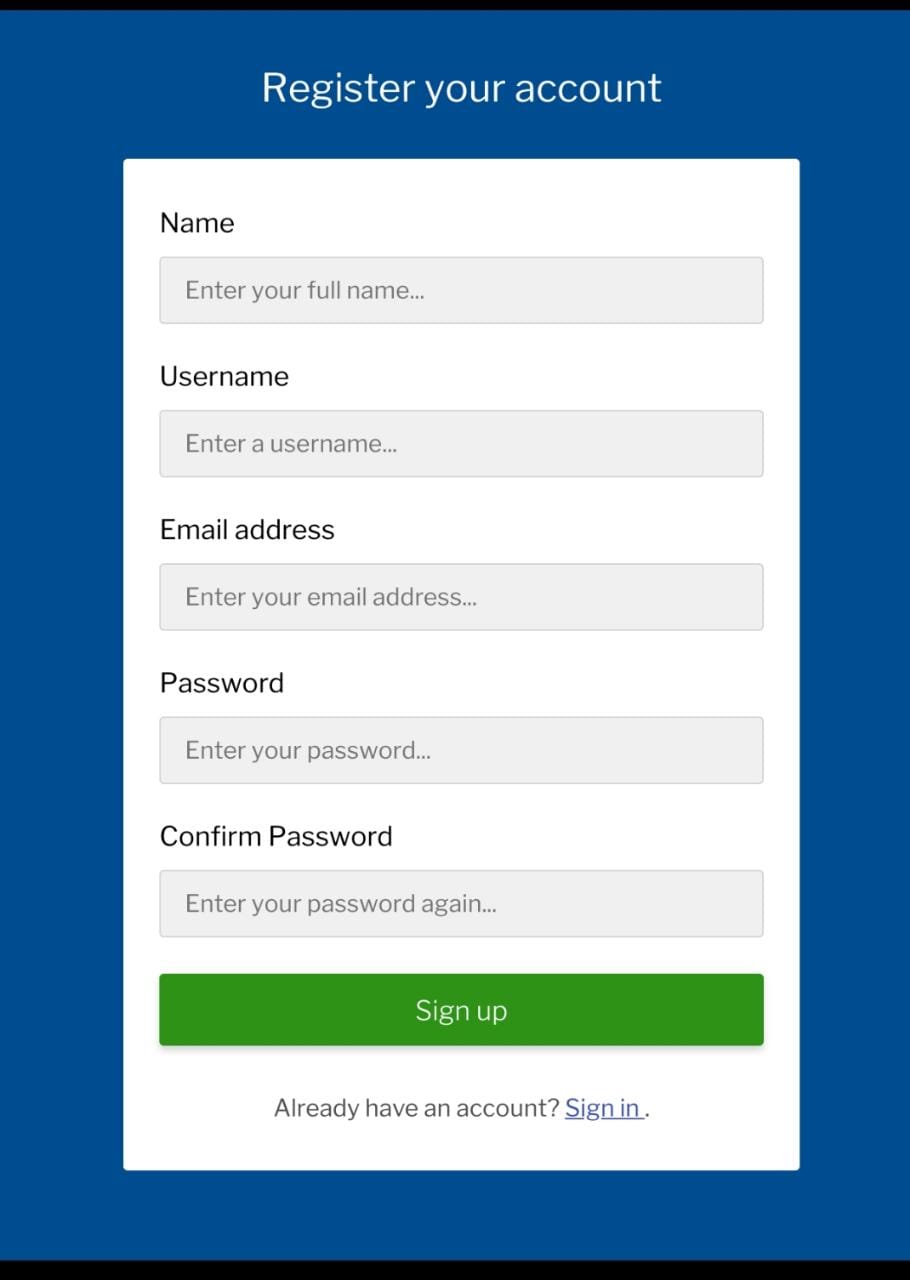 Register your account
Name
Enter your full name...
Username
Enter a username...
Email address
Enter your email address...
Password
Enter your password...
Confirm Password
Enter your password again...
Sign up
Already have an account? Sign in .